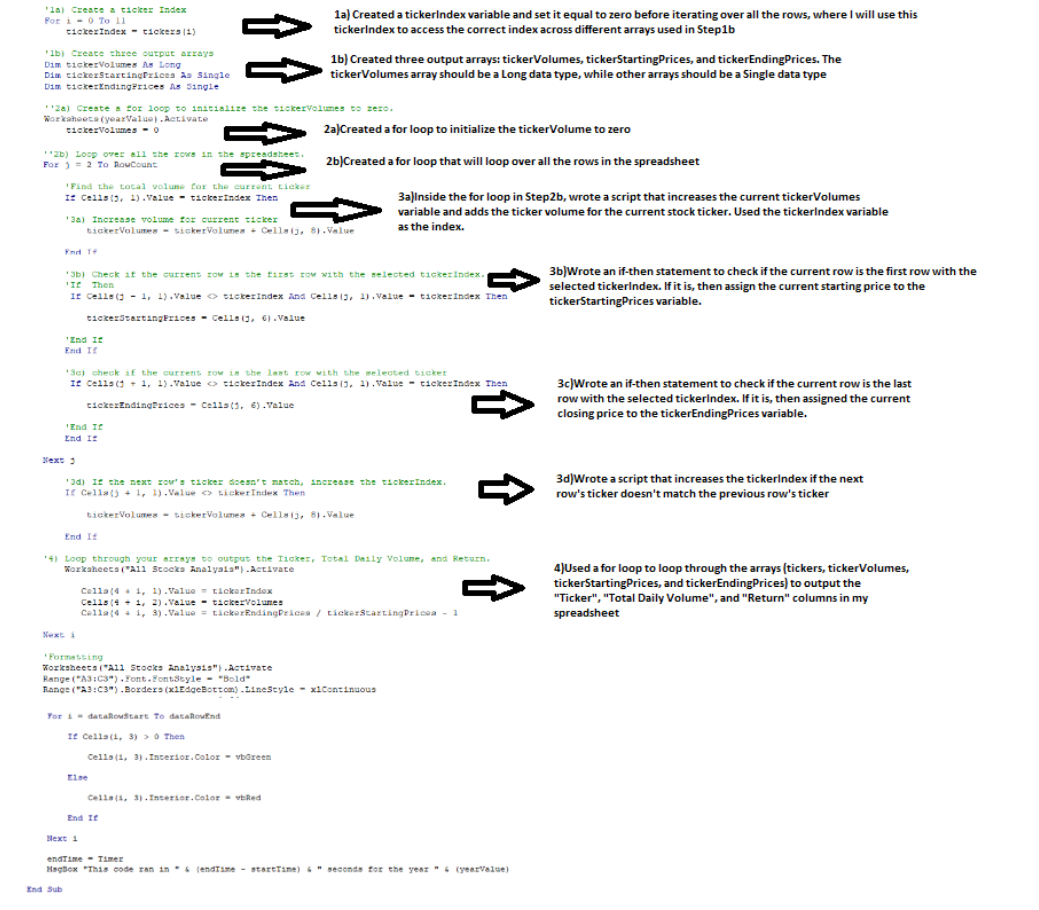 '1a) Create a ticker Index
For i = 0 To 11
tickerIndex = tickers(i)
1a) Created a tickerIndex variable and set it equal to zero before iterating over all the rows, where I will use this
tickerIndex to access the correct index across different arrays used in Step1b
'1b) Create three output arrays
Dim tickerVolumes As Long
Dim tickerStartingPrices As Single
Dim tickerEndingPrices As Single
1b) Created three output arrays: tickerVolumes, tickerStartingPrices, and tickerEndingPrices. The
tickerVolumes array should be a Long data type, while other arrays should be a Single data type
''2a) Create a for loop to initialize the tickerVolumes to zero.
Worksheets(yearValue).Activate
tickerVolumes = 0
2a)Created a for loop to initialize the tickerVolume to zero
''2b) Loop over all the rows in the spreadsheet.
For j = 2 To RowCount
2b)Created a for loop that will loop over all the rows in the spreadsheet
'Find the total volume for the current ticker
If Cells(j, 1).Value = tickerIndex Then
'3a) Increase volume for current ticker
tickerVolumes = tickerVolumes + Cells(j, 8).Value
End If
3a)Inside the for loop in Step2b, wrote a script that increases the current tickerVolumes
variable and adds the ticker volume for the current stock ticker. Used the tickerIndex variable
as the index.
'3b) Check if the current row is the first row with the selected tickerIndex.
'If  Then
If Cells(j - 1, 1).Value <> tickerIndex And Cells(j, 1).Value = tickerIndex Then
tickerStartingPrices = Cells(j, 6).Value
'End If
End If
3b)Wrote an if-then statement to check if the current row is the first row with the
selected tickerIndex. If it is, then assign the current starting price to the
tickerStartingPrices variable.
'3c) check if the current row is the last row with the selected ticker
If Cells(j + 1, 1).Value <> tickerIndex And Cells(j, 1).Value = tickerIndex Then
tickerEndingPrices = Cells(j, 6).Value
'End If
End If
3c)Wrote an if-then statement to check if the current row is the last
row with the selected tickerIndex. If it is, then assigned the current
closing price to the tickerEndingPrices variable.
Next j
'3d) If the next row's ticker doesn't match, increase the tickerIndex.
If Cells(j + 1, 1).Value <> tickerIndex Then
tickerVolumes = tickerVolumes + Cells(j, 8).Value
End If
3d)Wrote a script that increases the tickerIndex if the next
row's ticker doesn't match the previous row's ticker
'4) Loop through your arrays to output the Ticker, Total Daily Volume, and Return.
Worksheets("All Stocks Analysis").Activate
Cells(4 + i, 1).Value = tickerIndex
Cells(4 + i, 2).Value = tickerVolumes
Cells(4 + i, 3).Value = tickerEndingPrices / tickerStartingPrices - 1
4)Used a for loop to loop through the arrays (tickers, tickerVolumes,
tickerStartingPrices, and tickerEndingPrices) to output the
"Ticker", "Total Daily Volume", and "Return" columns in my
spreadsheet
Next i
'Formatting
Worksheets("All Stocks Analysis").Activate
Range("A3:C3").Font.FontStyle = "Bold"
Range("A3:C3").Borders(xlEdgeBottom).LineStyle = xlContinuous
For i = dataRowStart To dataRowEnd
If Cells(i, 3) > 0 Then
Cells(i, 3).Interior.Color = vbGreen
Else
Cells(i, 3).Interior.Color = vbRed
End If
Next i
endTime = Timer
MsgBox "This code ran in " & (endTime - startTime) & " seconds for the year " & (yearValue)
End Sub